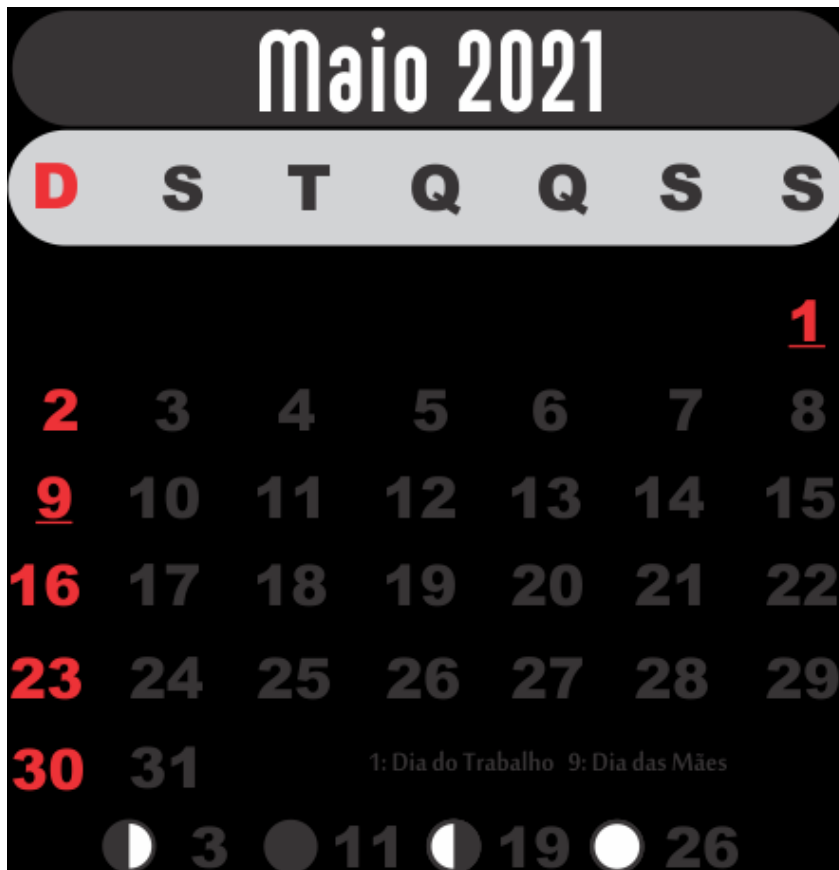 Maio 2021
D S T Q Q S S
1
2 3 4 5 6 7 8
9 10 11 12 13 14 15
16 17 18 19 20 21 22
23 24 25 26 27 28 29
30 31 1: Dia do Trabalho 9: Dia das Mães
3 11 19 26